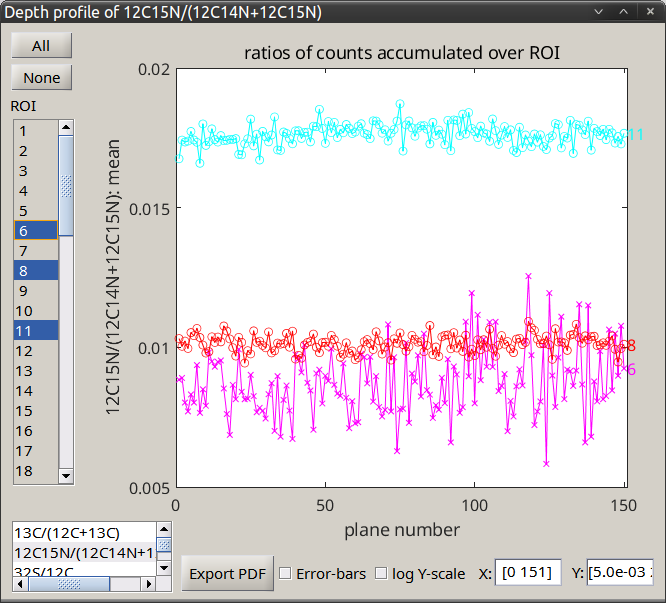 Depth profile of 12C15N/(12C14N+12C15N)
All
None
ROI
1
2
3
4
5
6
7
8
9
10
11
12
13
14
15
16
17
18
ratios of counts accumulated over ROI
12C15N/(12C14N+12C15N): mean
0.02
0.015
0.01
0.005
0
50
100
150
plane number
11
8
6
13C/(12C+13C)
12C15N/(12C14N+1
32S/12C
Export PDF
Error-bars
log Y-scale
X:
[0 151]
Y:
[5.0e-03